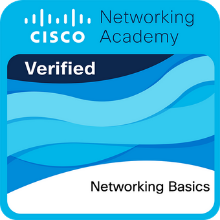 CISCO
Networking
Academy
Verified
Networking Basics